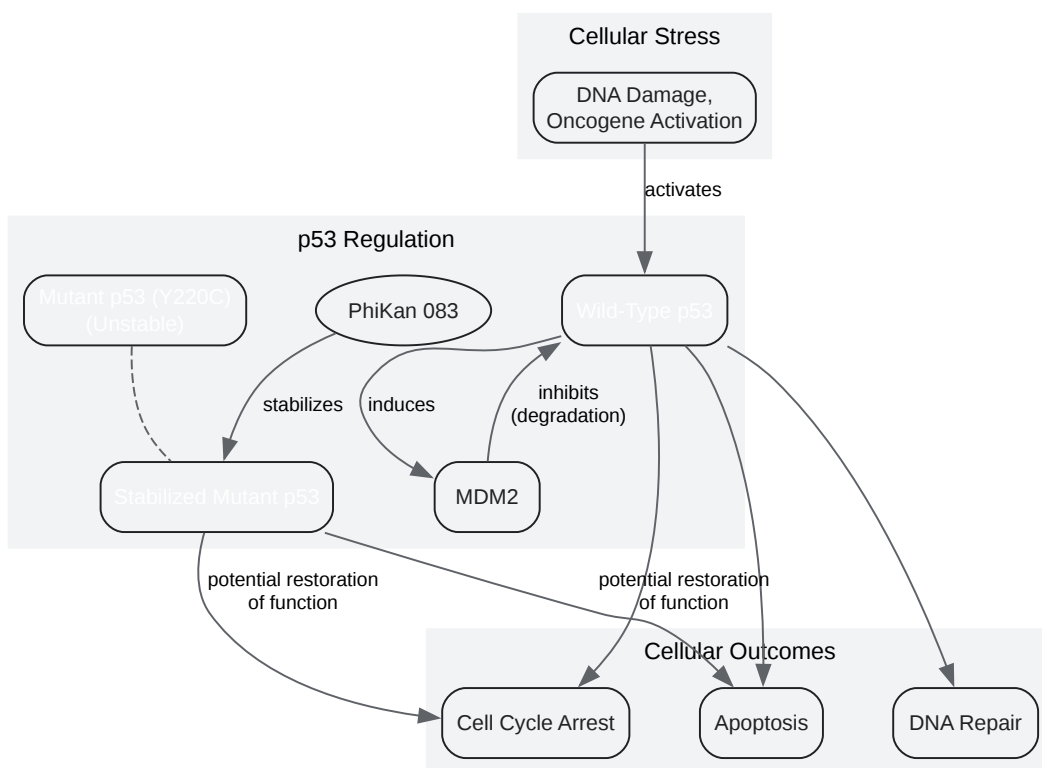 Cellular Stress
DNA Damage,
Oncogene Activation
activates
p53 Regulation
Mutant p53 (Y220C)
(Unstable)
PhiKan 083
Wild-Type p53
stabilizes
induces
inhibits
(degradation)
Stabilized Mutant p53
MDM2
potential restoration
of function
potential restoration
of function
Cellular Outcomes
Cell Cycle Arrest
Apoptosis
DNA Repair